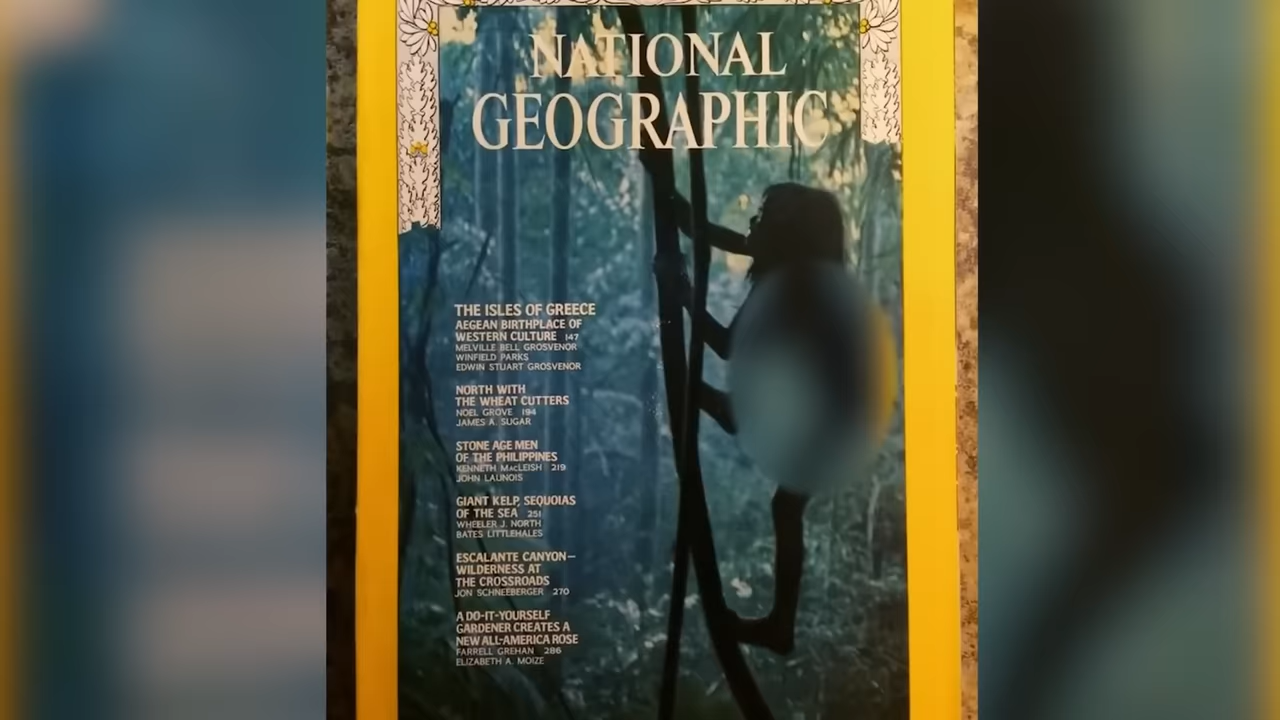 NATIONAL
GEOGRAPHIC
THE ISLES OF GREECE
AEGEAN BIRTHPLACE OF
WESTERN CULTURE 147
MELVILLE BELL GROSVENOR
WINFIELD PARKS
EDWIN STUART GROSVENOR
NORTH WITH
THE WHEAT CUTTERS
NOEL GROVE 194
JAMES A. SUGAR
STONE AGE MEN
OF THE PHILIPPINES
KENNETH MacLEISH 219
JOHN LAUNOIS
GIANT KELP, SEQUOIAS
OF THE SEA 251
WHEELER J. NORTH
BATES LITTLEHALES
ESCALANTE CANYON—
WILDERNESS AT
THE CROSSROADS
JON SCHNEEBERGER 270
A DO-IT-YOURSELF
GARDENER CREATES A
NEW ALL-AMERICA ROSE
FARRELL GREHAN 286
ELIZABETH A. MOIZE